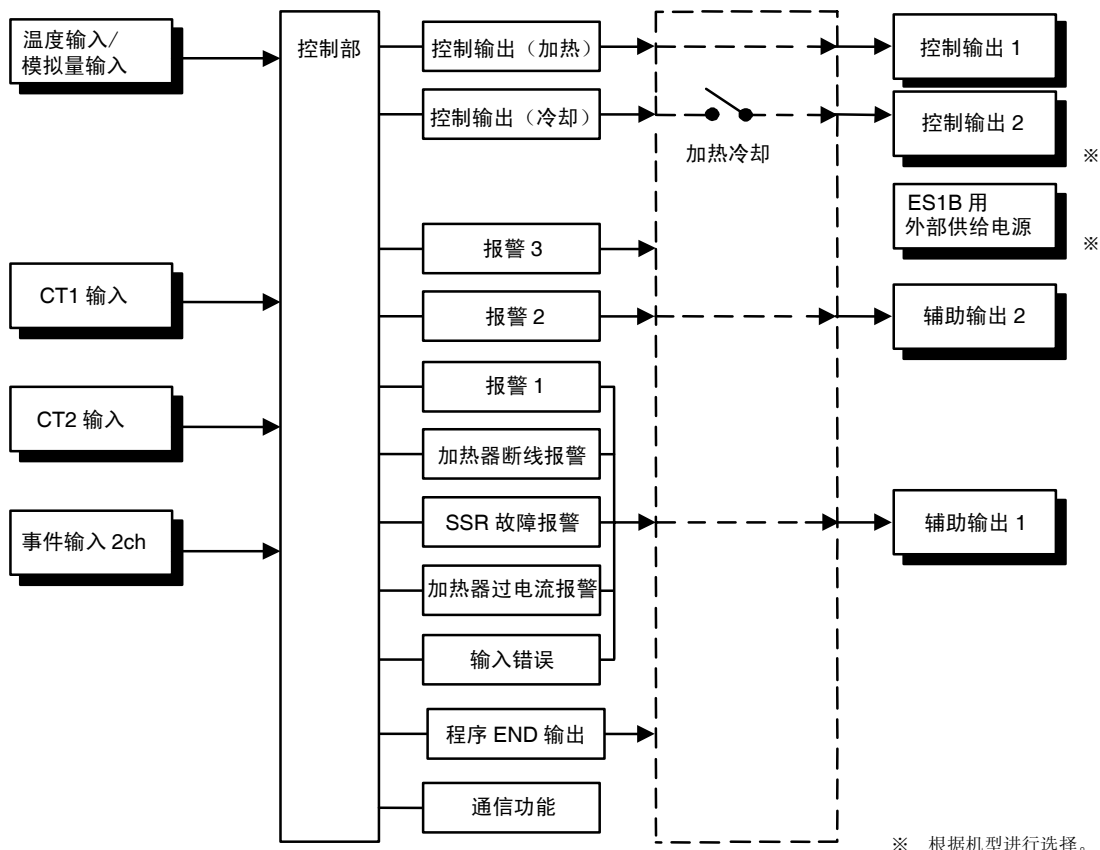 温度输入/
模拟量输入
控制部
控制输出（加热）
控制输出 1
控制输出（冷却）
加热冷却
控制输出 2
※
ES1B 用
外部供给电源
※
报警 3
CT1 输入
报警 2
辅助输出 2
报警 1
CT2 输入
加热器断线报警
SSR 故障报警
辅助输出 1
事件输入 2ch
加热器过电流报警
输入错误
程序 END 输出
通信功能
※ 根据机型进行选择。